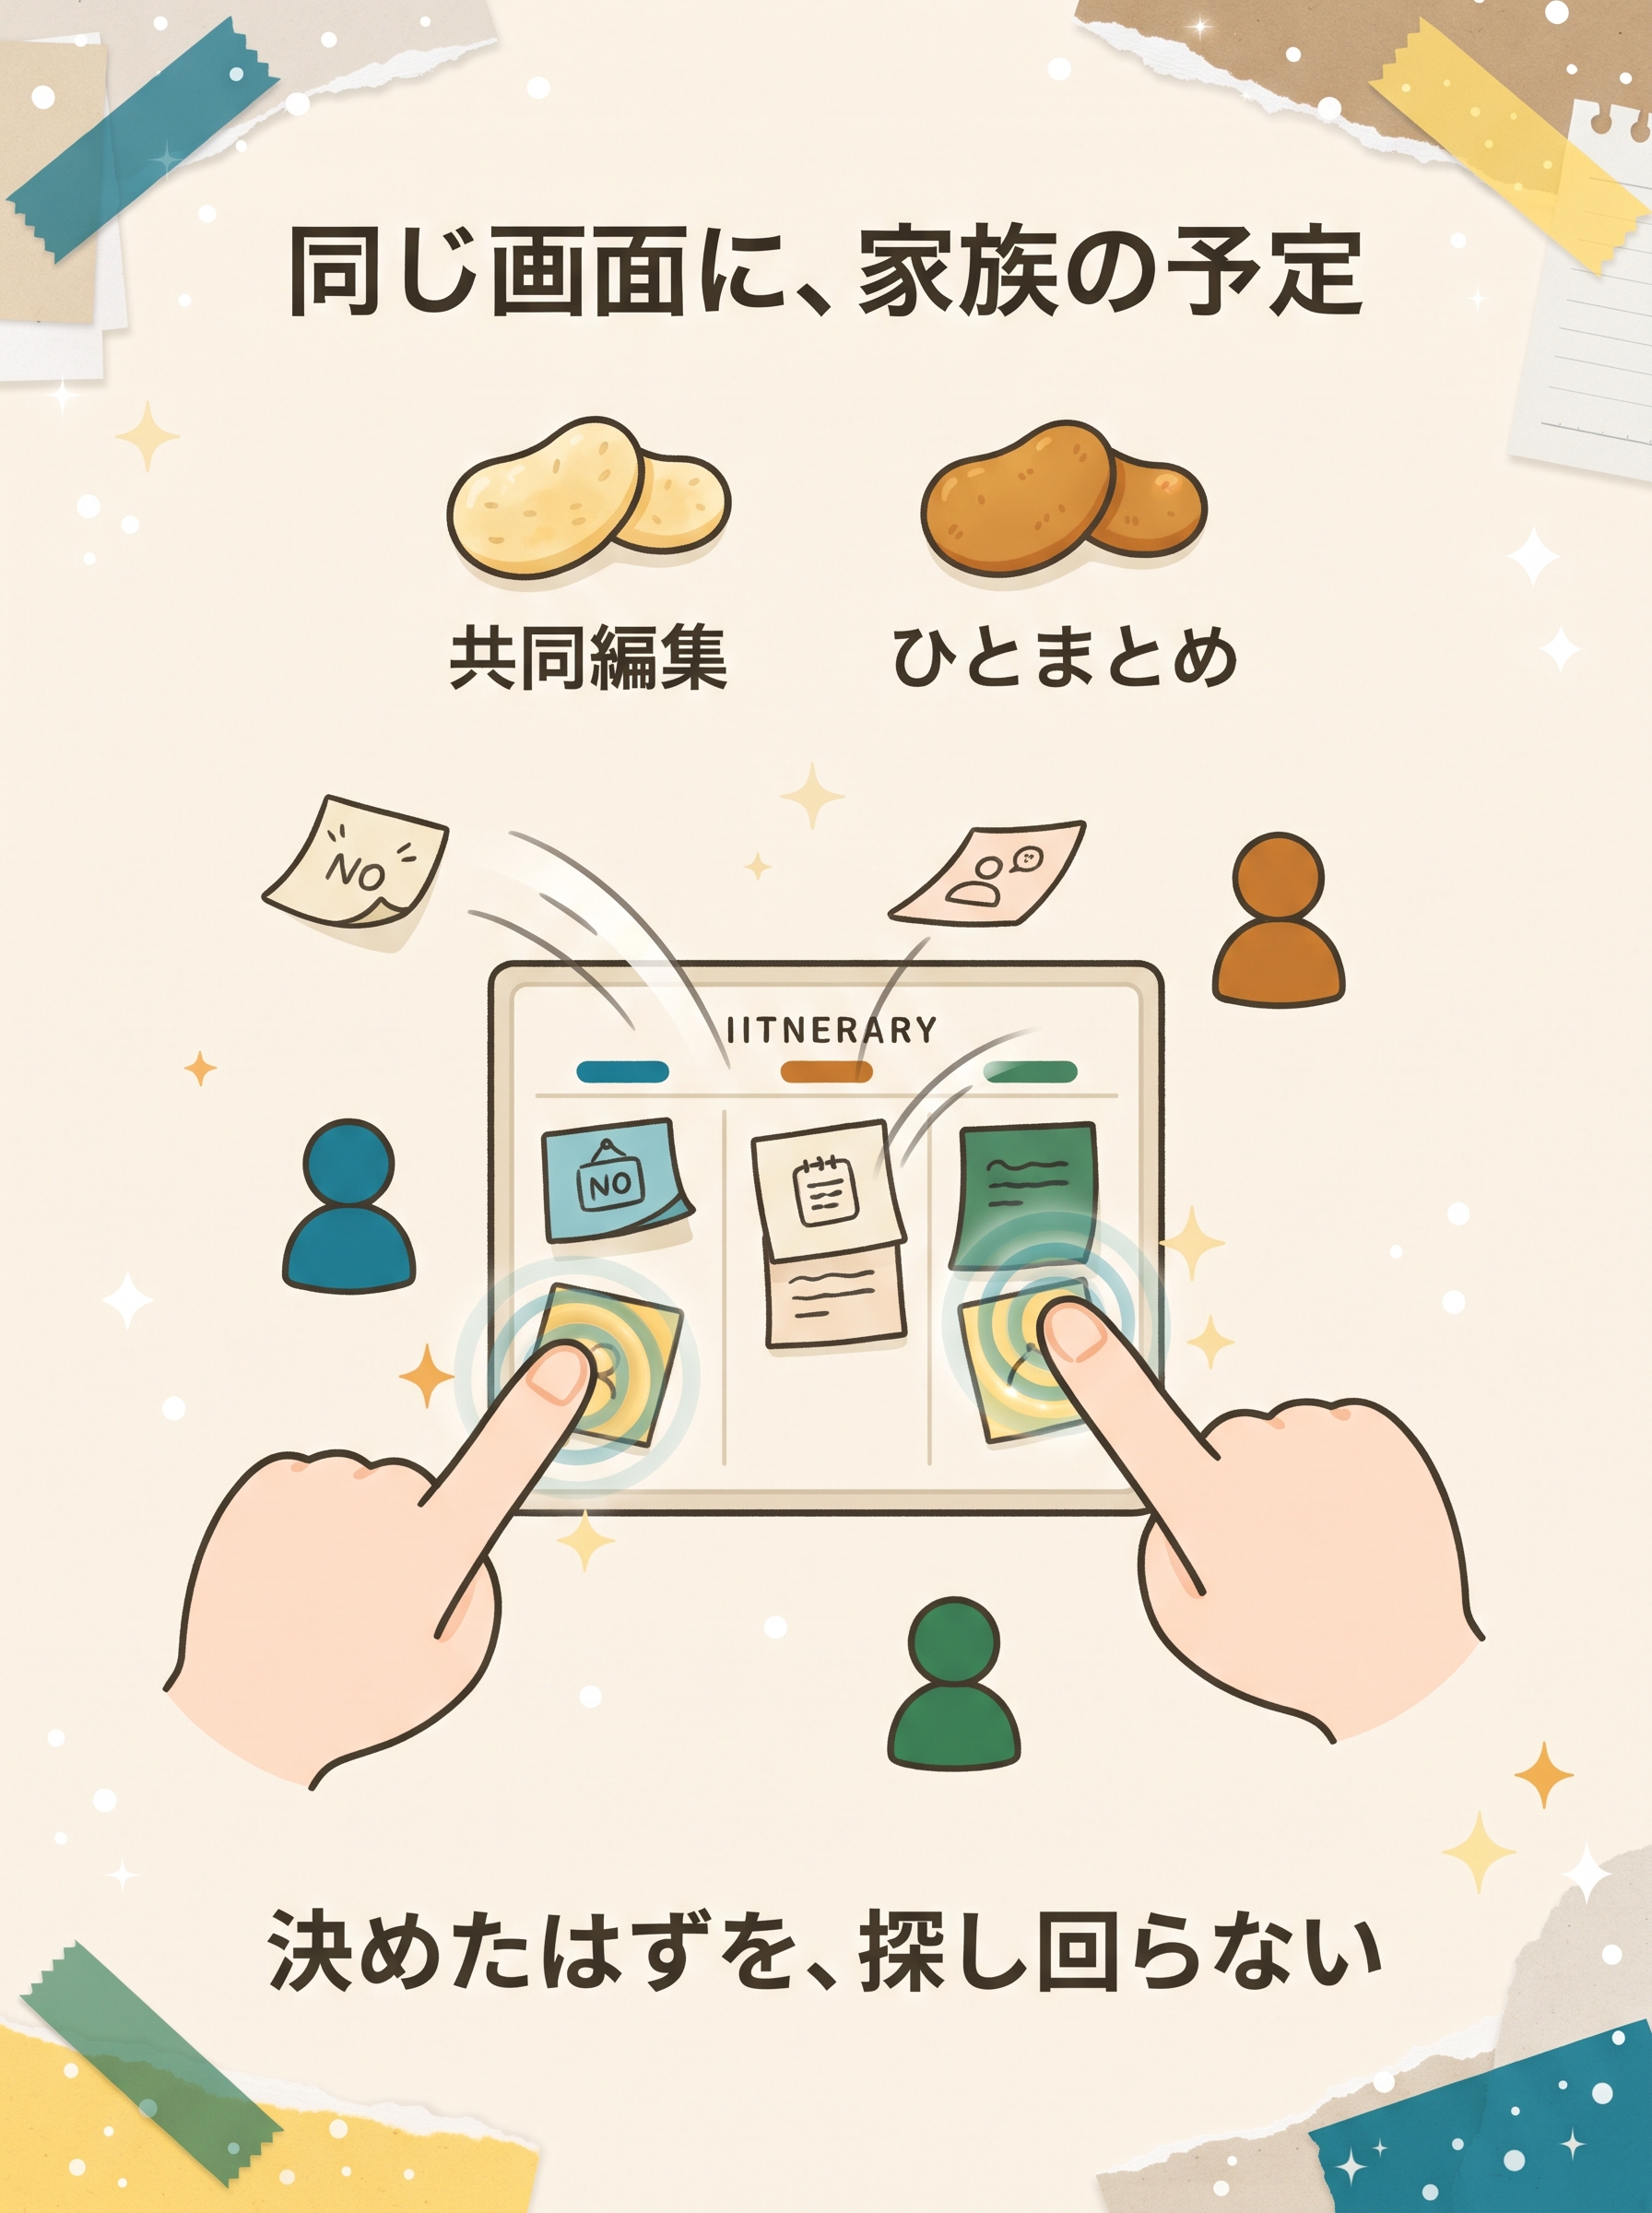 同じ画面に、家族の予定
共同編集
ひとまとめ
NO
IITNERARY
NO
決めたはずを、探し回らない